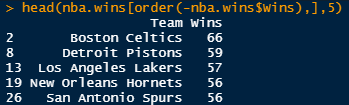 > head(nba.wins[order(-nba.wins$Wins),],5)
Team Wins
2 Boston Celtics 66
8 Detroit Pistons 59
13 Los Angeles Lakers 57
19 New Orleans Hornets 56
26 San Antonio Spurs 56